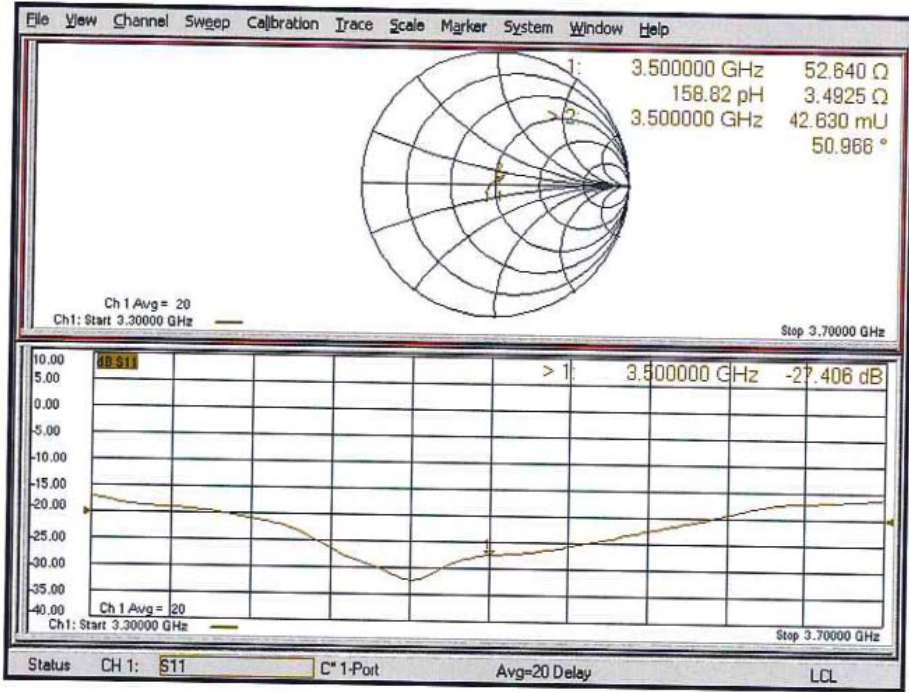 File View Channel Sweep Calibration Trace Scale Marker System Window Help
1: 3.500000 GHz 52.640 Ω
158.82 pH 3.4925 Ω
> 2: 3.500000 GHz 42.630 mU
50.966 °
Ch 1 Avg = 20
Ch1: Start 3.30000 GHz
Stop 3.70000 GHz
10.00 dB S11
> 1: 3.500000 GHz -27.406 dB
5.00
0.00
-5.00
-10.00
-15.00
-20.00
-25.00
-30.00
-35.00
-40.00
1
Ch 1 Avg = 20
Ch1: Start 3.30000 GHz
Stop 3.70000 GHz
Status CH 1: S11 C* 1-Port Avg=20 Delay LCL